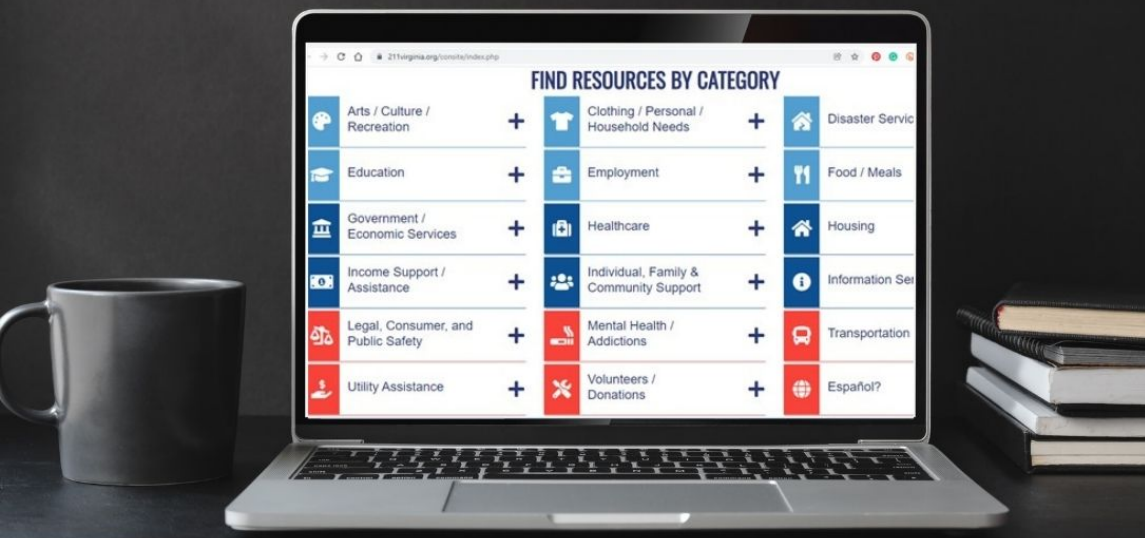 211virginia.org/consite/index.php
FIND RESOURCES BY CATEGORY
Arts / Culture /
Recreation
Clothing / Personal /
Household Needs
Disaster Servic
Education
Employment
Food / Meals
Government /
Economic Services
Healthcare
Housing
Income Support /
Assistance
Individual, Family &
Community Support
Information Ser
Legal, Consumer, and
Public Safety
Mental Health /
Addictions
Transportation
Utility Assistance
Volunteers /
Donations
Español?